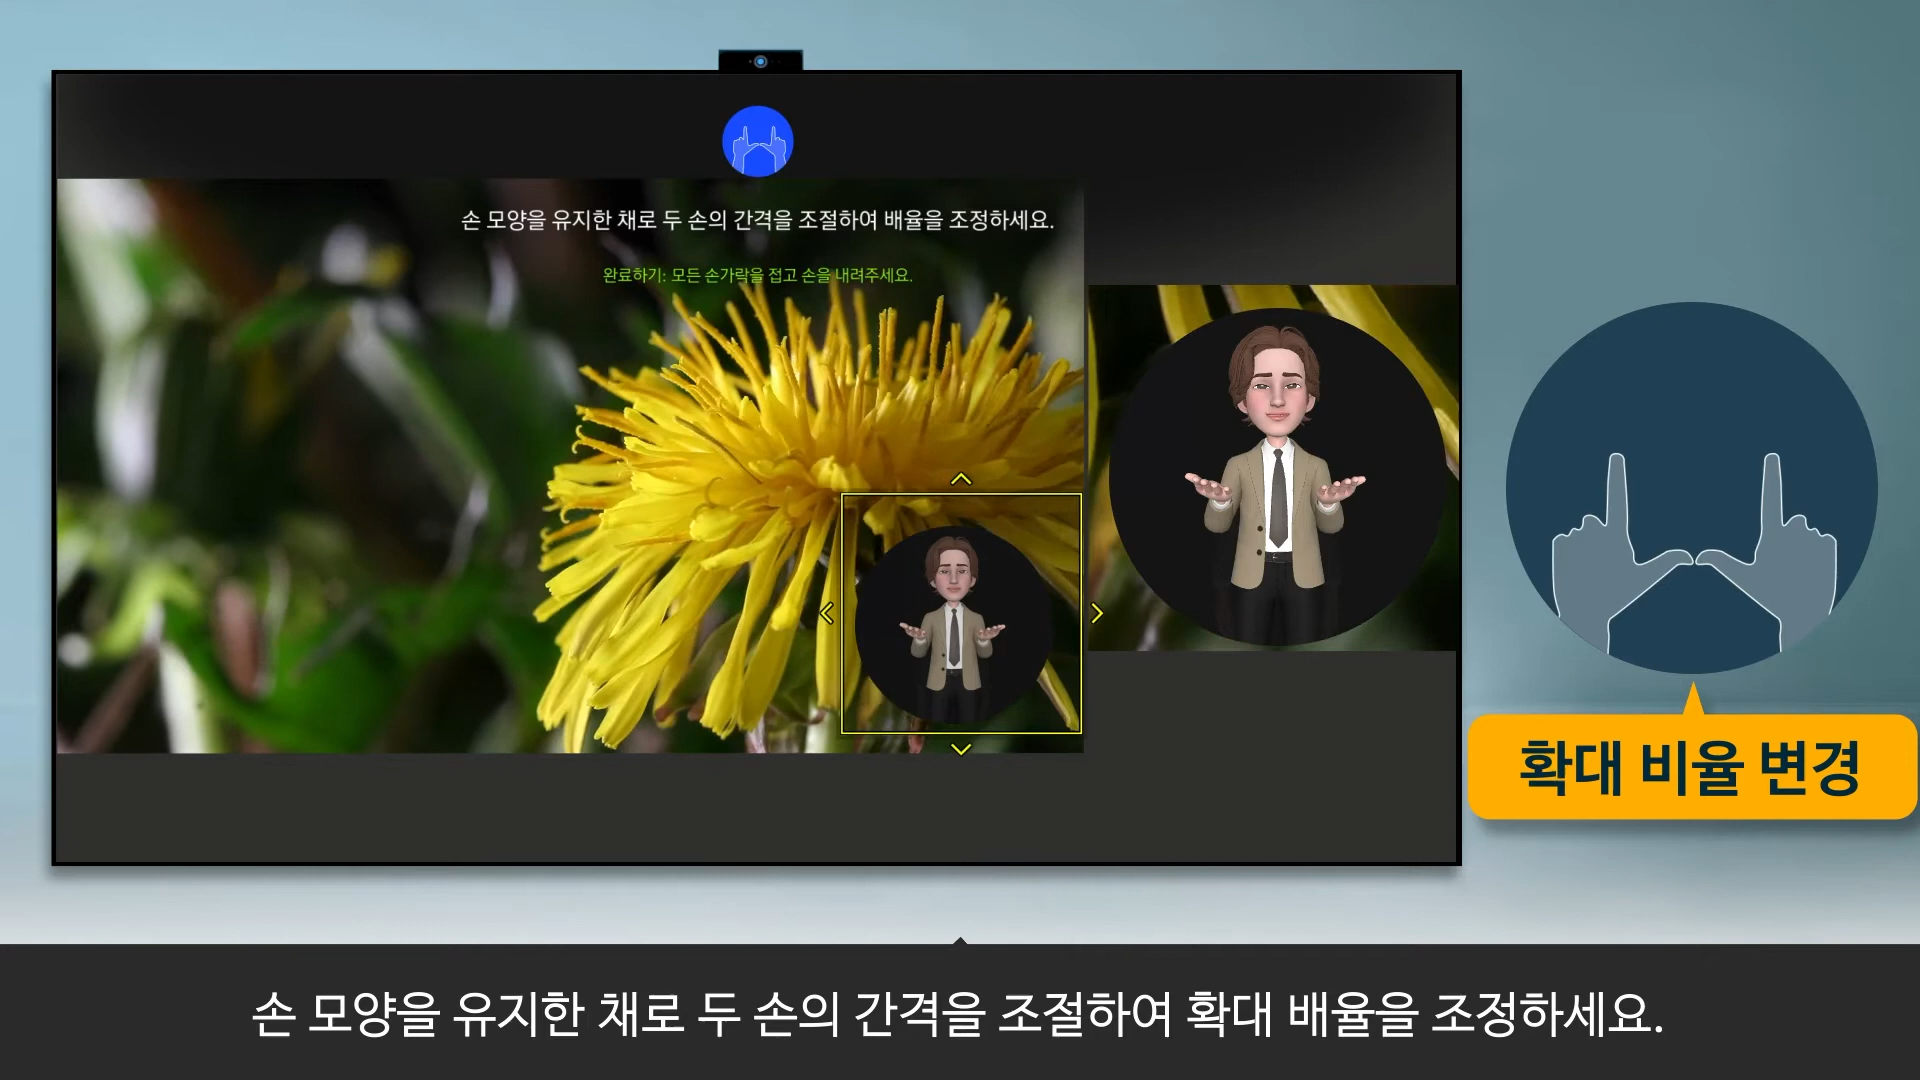 손 모양을 유지한 채로 두 손의 간격을 조절하여 배율을 조정하세요.
완료하기: 모든 손가락을 접고 손을 내려주세요.
확대 비율 변경
손 모양을 유지한 채로 두 손의 간격을 조절하여 확대 배율을 조정하세요.